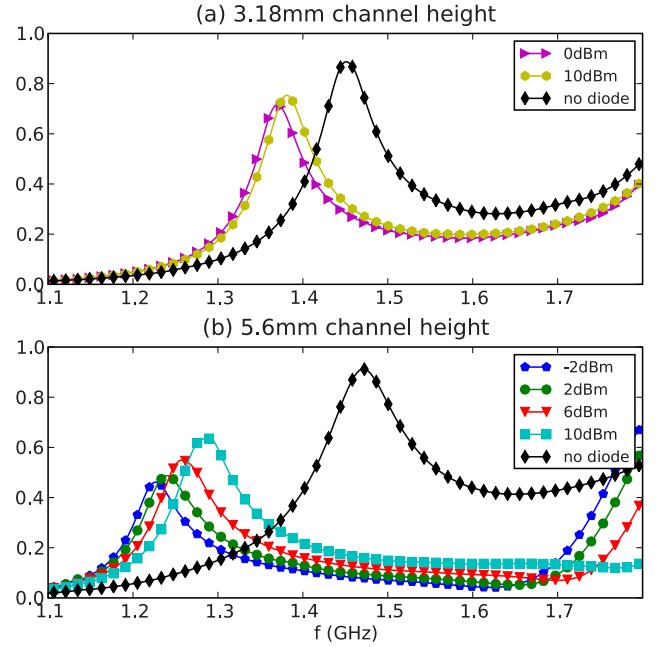 (a) 3.18mm channel height
1.0
0.8
0.6
0.4
0.2
0.0
0dBm
10dBm
no diode
1.1 1.2 1.3 1.4 1.5 1.6 1.7
(b) 5.6mm channel height
1.0
0.8
0.6
0.4
0.2
0.0
-2dBm
2dBm
6dBm
10dBm
no diode
1.1 1.2 1.3 1.4 1.5 1.6 1.7
f (GHz)